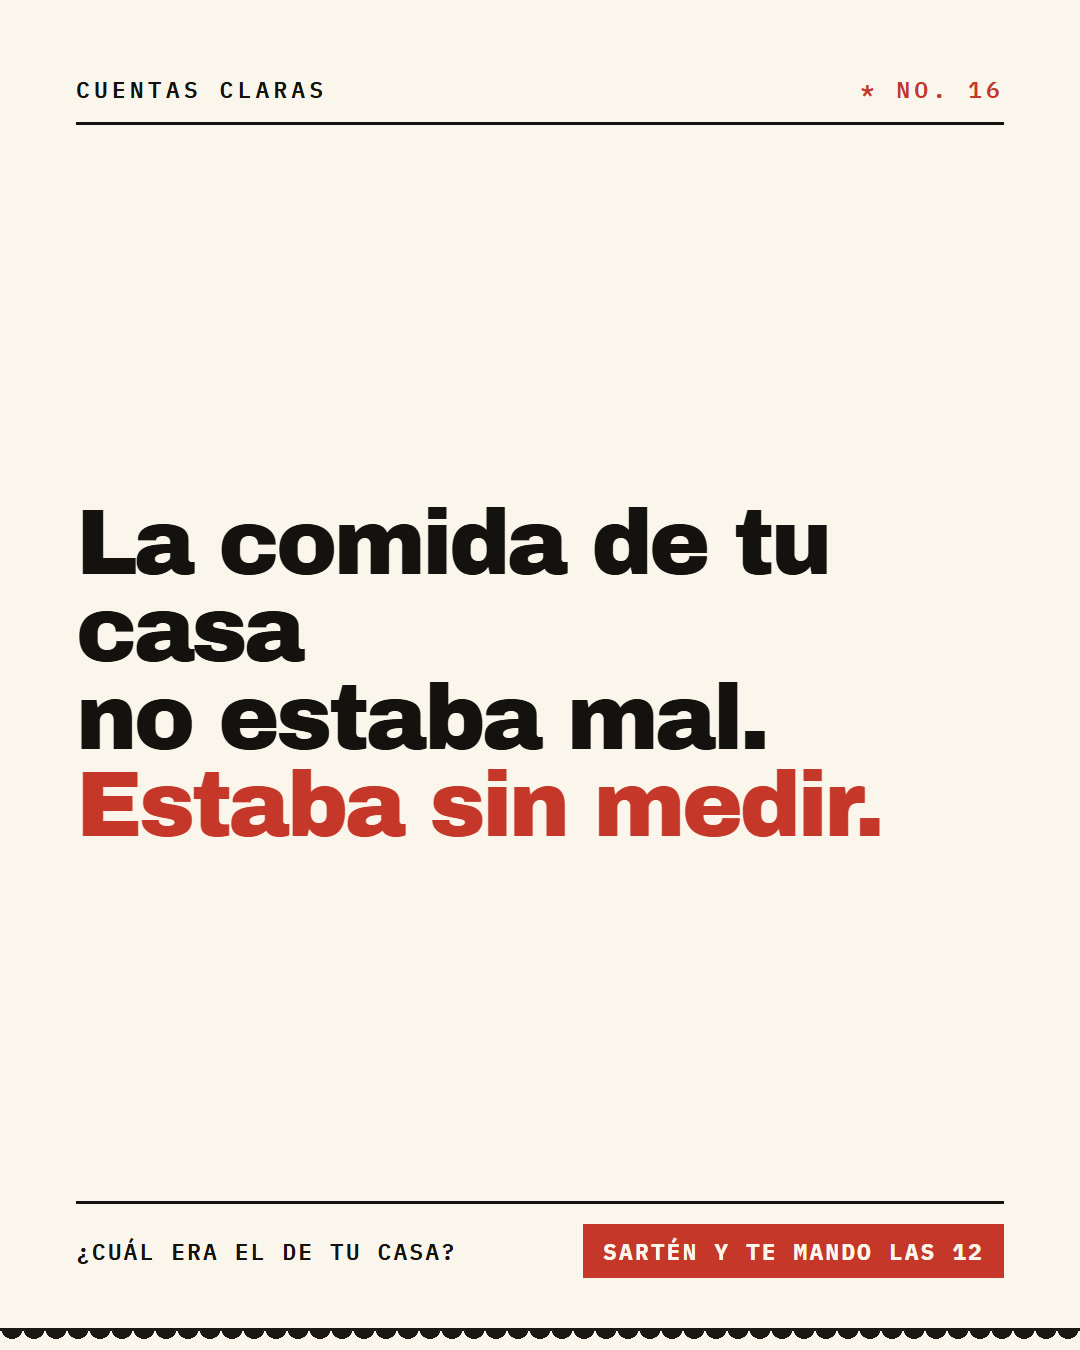 CUENTAS CLARAS
* NO. 16
La comida de tu
casa
no estaba mal.
Estaba sin medir.
¿CUÁL ERA EL DE TU CASA?
SARTÉN Y TE MANDO LAS 12